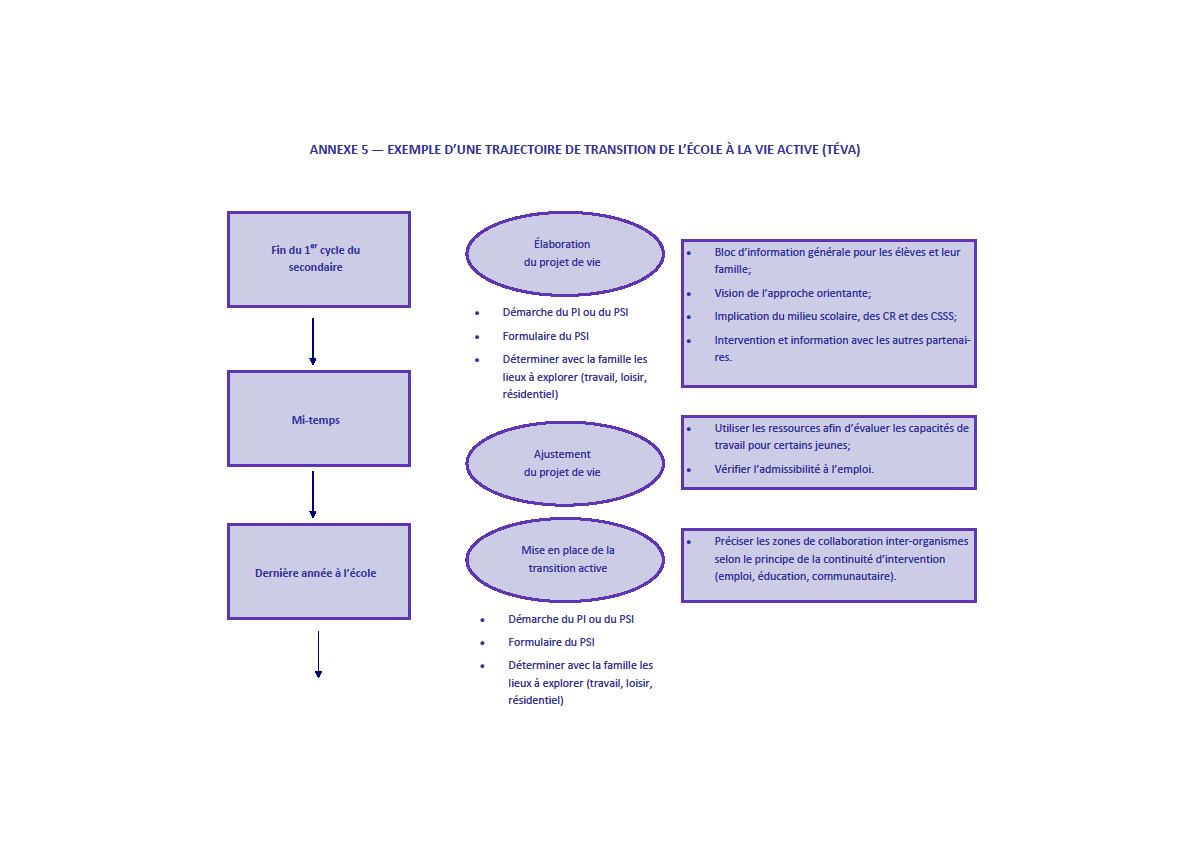 ANNEXE 5 — EXEMPLE D’UNE TRAJECTOIRE DE TRANSITION DE L’ÉCOLE À LA VIE ACTIVE (TÉVA)
Fin du 1er cycle du
secondaire
Élaboration
du projet de vie
• Démarche du PI ou du PSI
• Formulaire du PSI
• Déterminer avec la famille les
lieux à explorer (travail, loisir,
résidentiel)
• Bloc d’information générale pour les élèves et leur
famille;
• Vision de l’approche orientante;
• Implication du milieu scolaire, des CR et des CSSS;
• Intervention et information avec les autres partenai-
res.
Mi-temps
Ajustement
du projet de vie
• Utiliser les ressources afin d’évaluer les capacités de
travail pour certains jeunes;
• Vérifier l’admissibilité à l’emploi.
Dernière année à l’école
Mise en place de la
transition active
• Démarche du PI ou du PSI
• Formulaire du PSI
• Déterminer avec la famille les
lieux à explorer (travail, loisir,
résidentiel)
• Préciser les zones de collaboration inter-organismes
selon le principe de la continuité d’intervention
(emploi, éducation, communautaire).